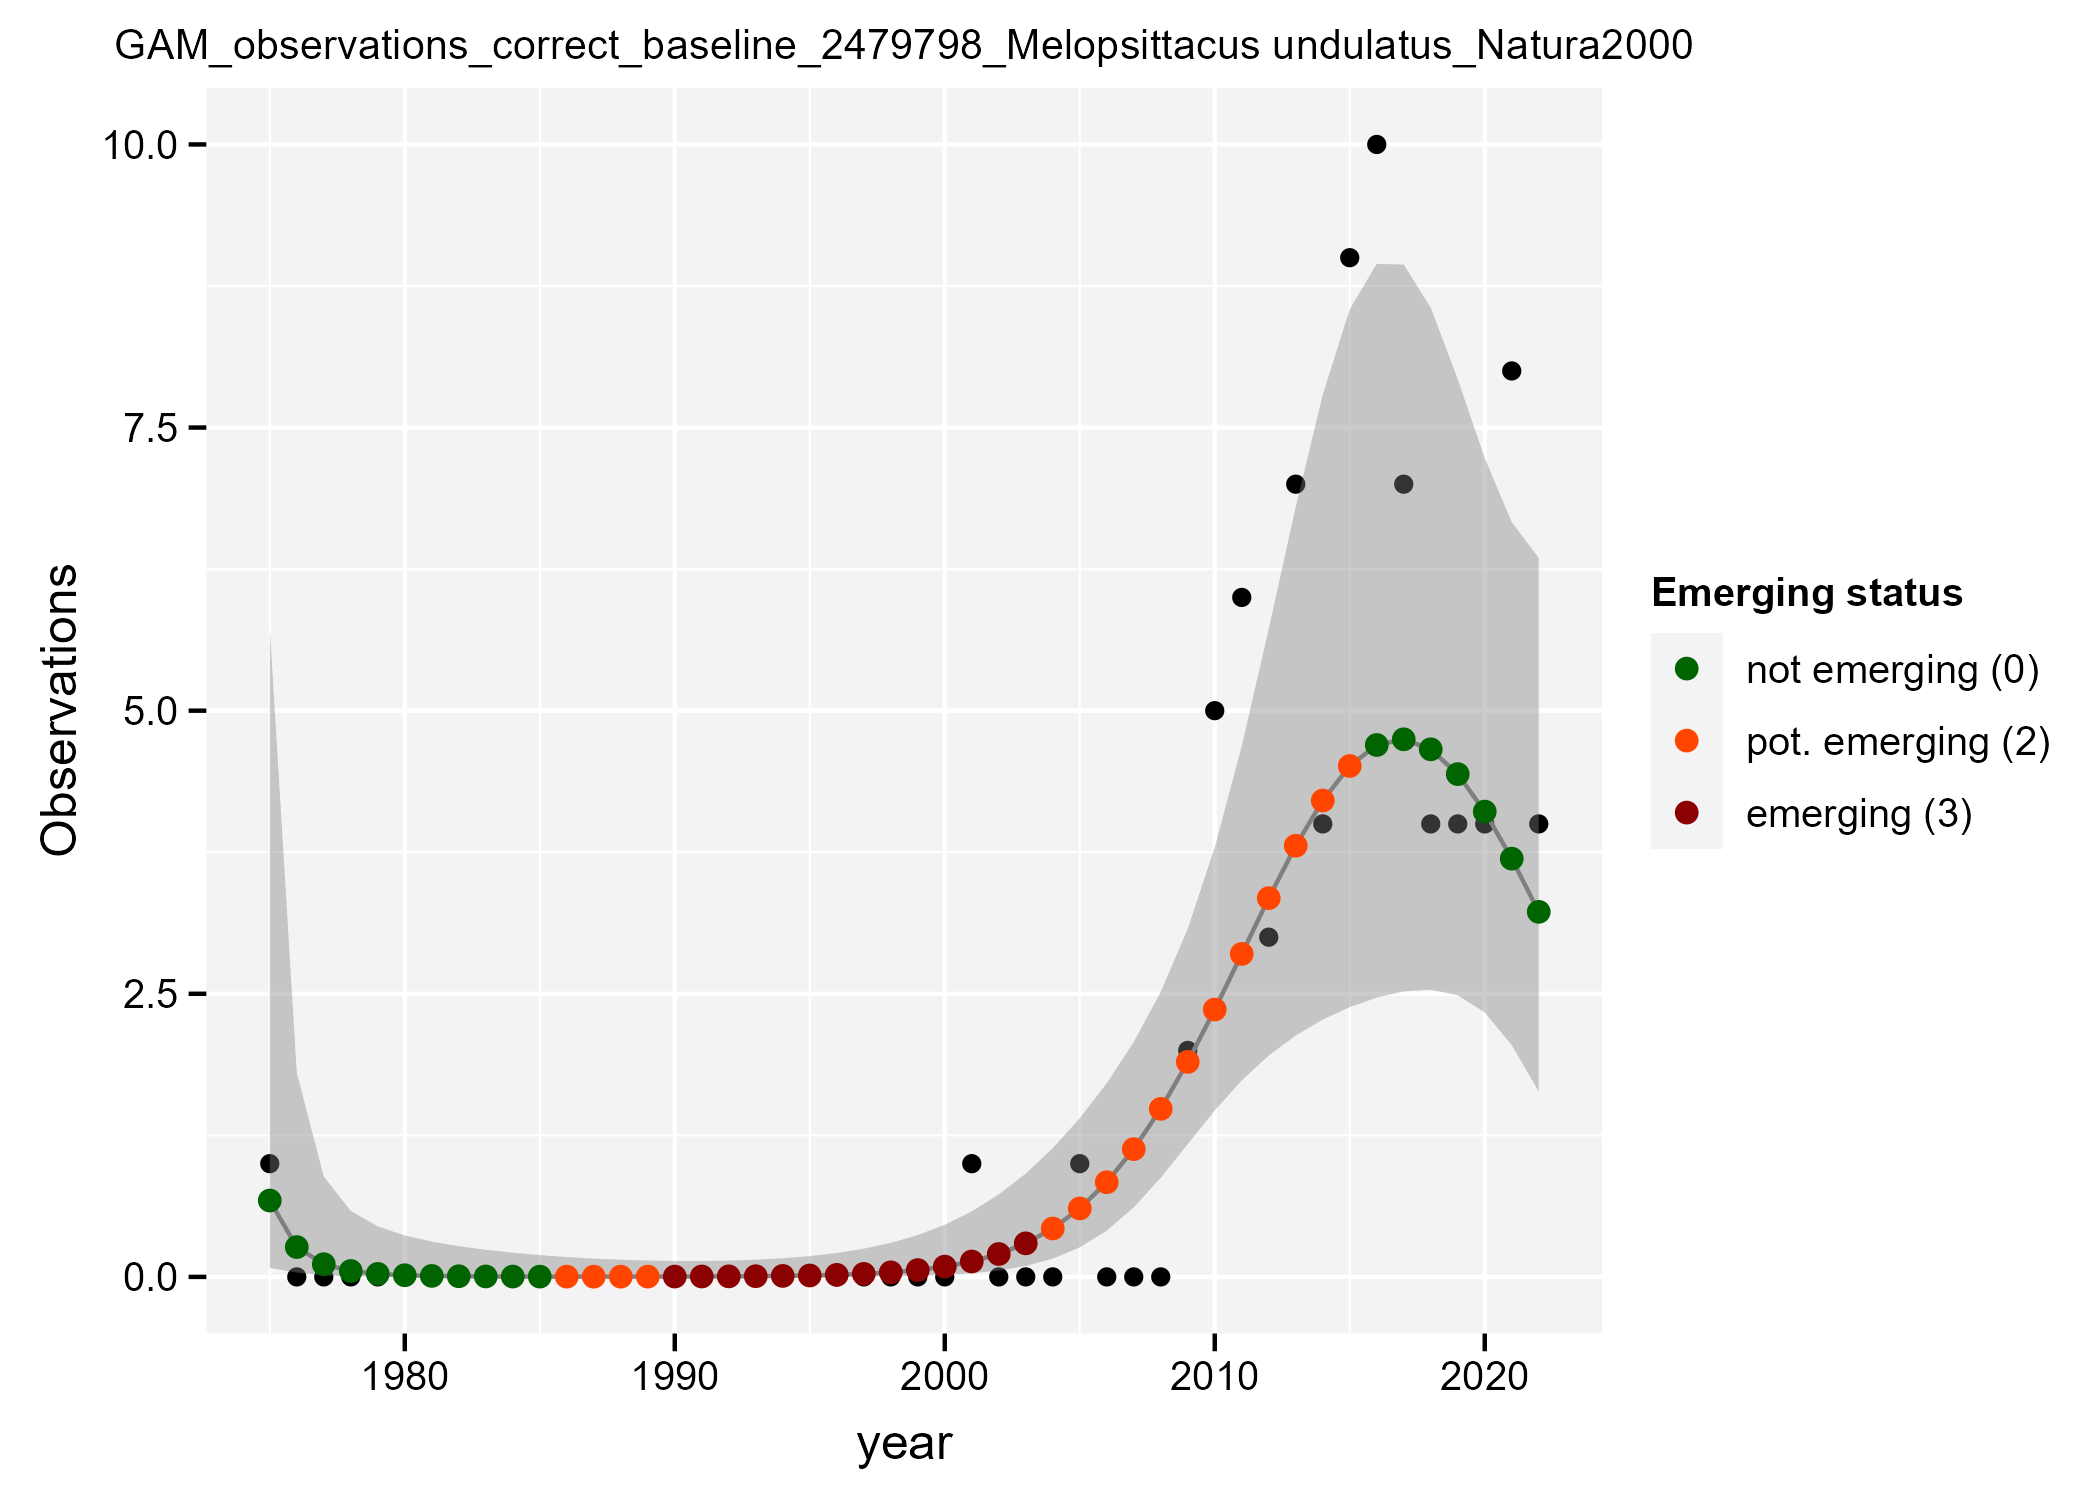 GAM_observations_correct_baseline_2479798_Melopsittacus undulatus_Natura2000
10.0
7.5
5.0
2.5
0.0
Observations
1980 1990 2000 2010 2020
year
Emerging status
not emerging (0)
pot. emerging (2)
emerging (3)